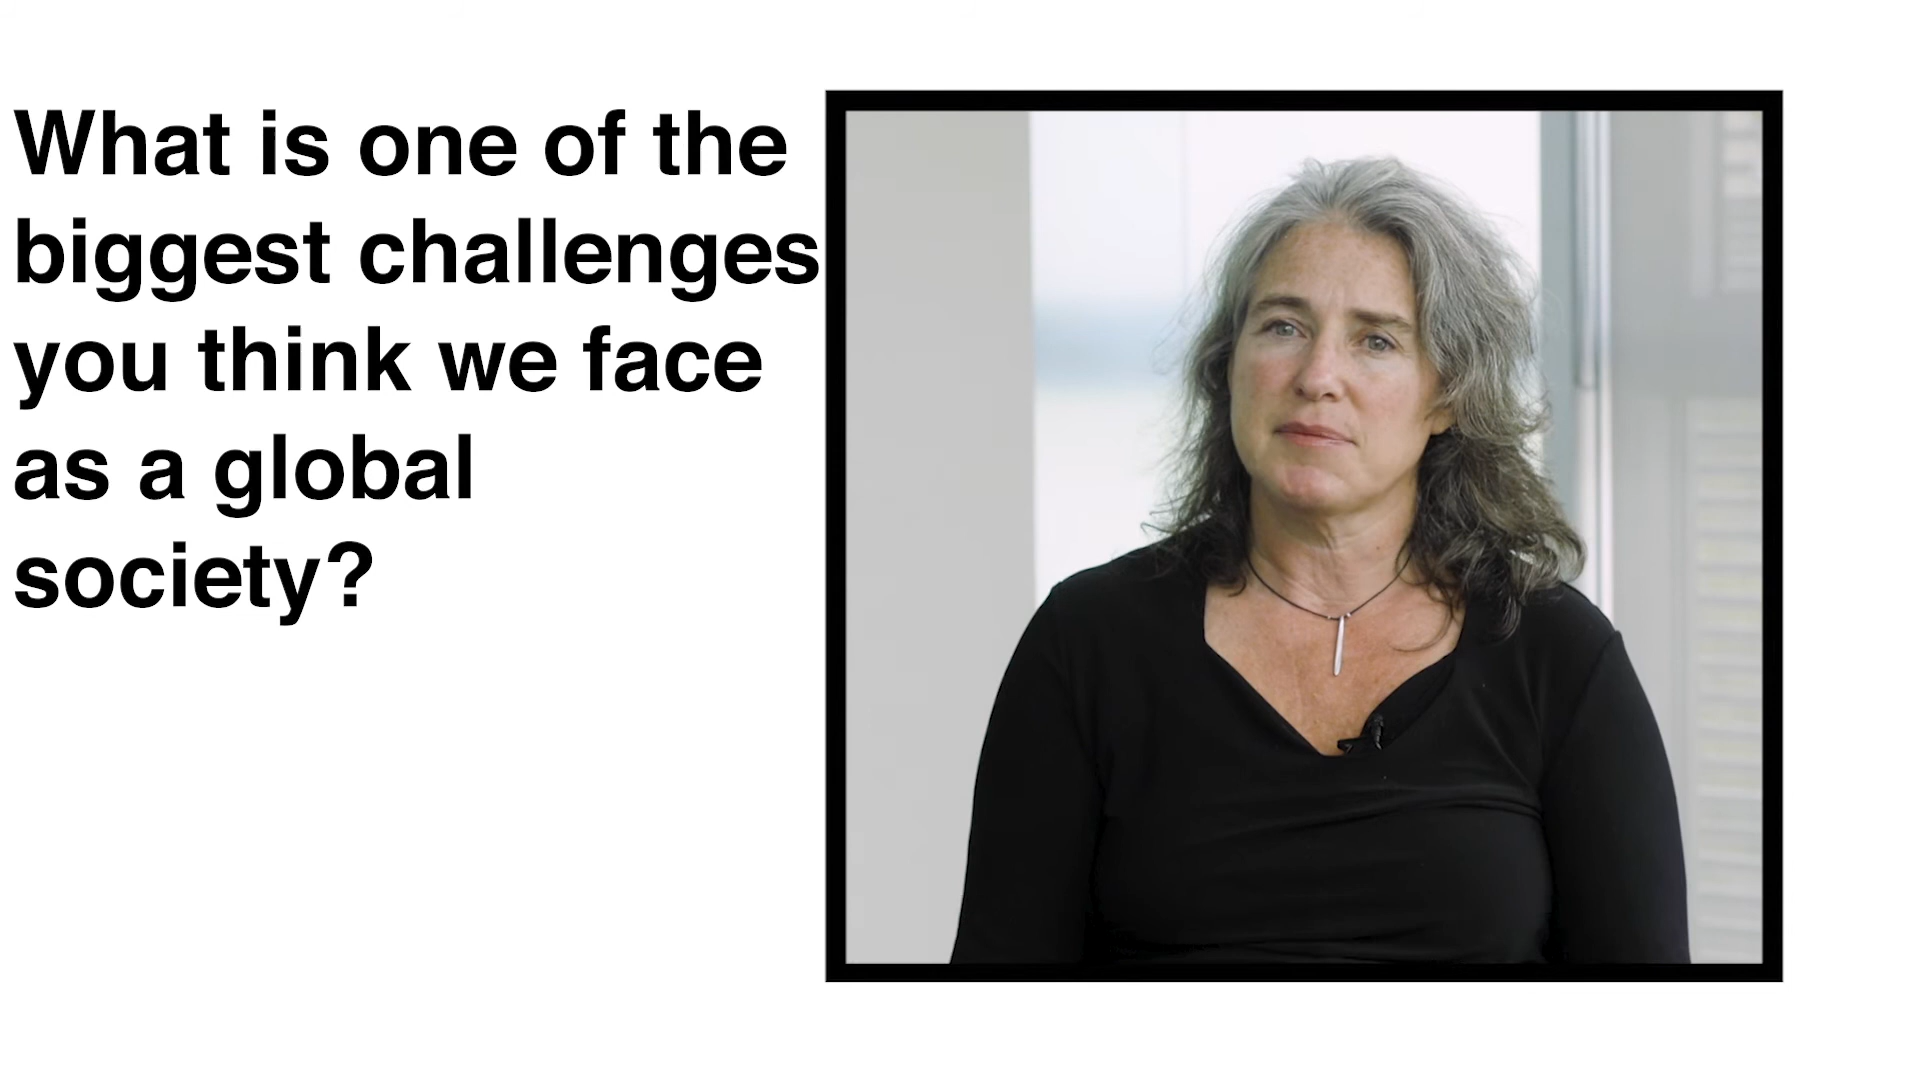 What is one of the
biggest challenges
you think we face
as a global
society?